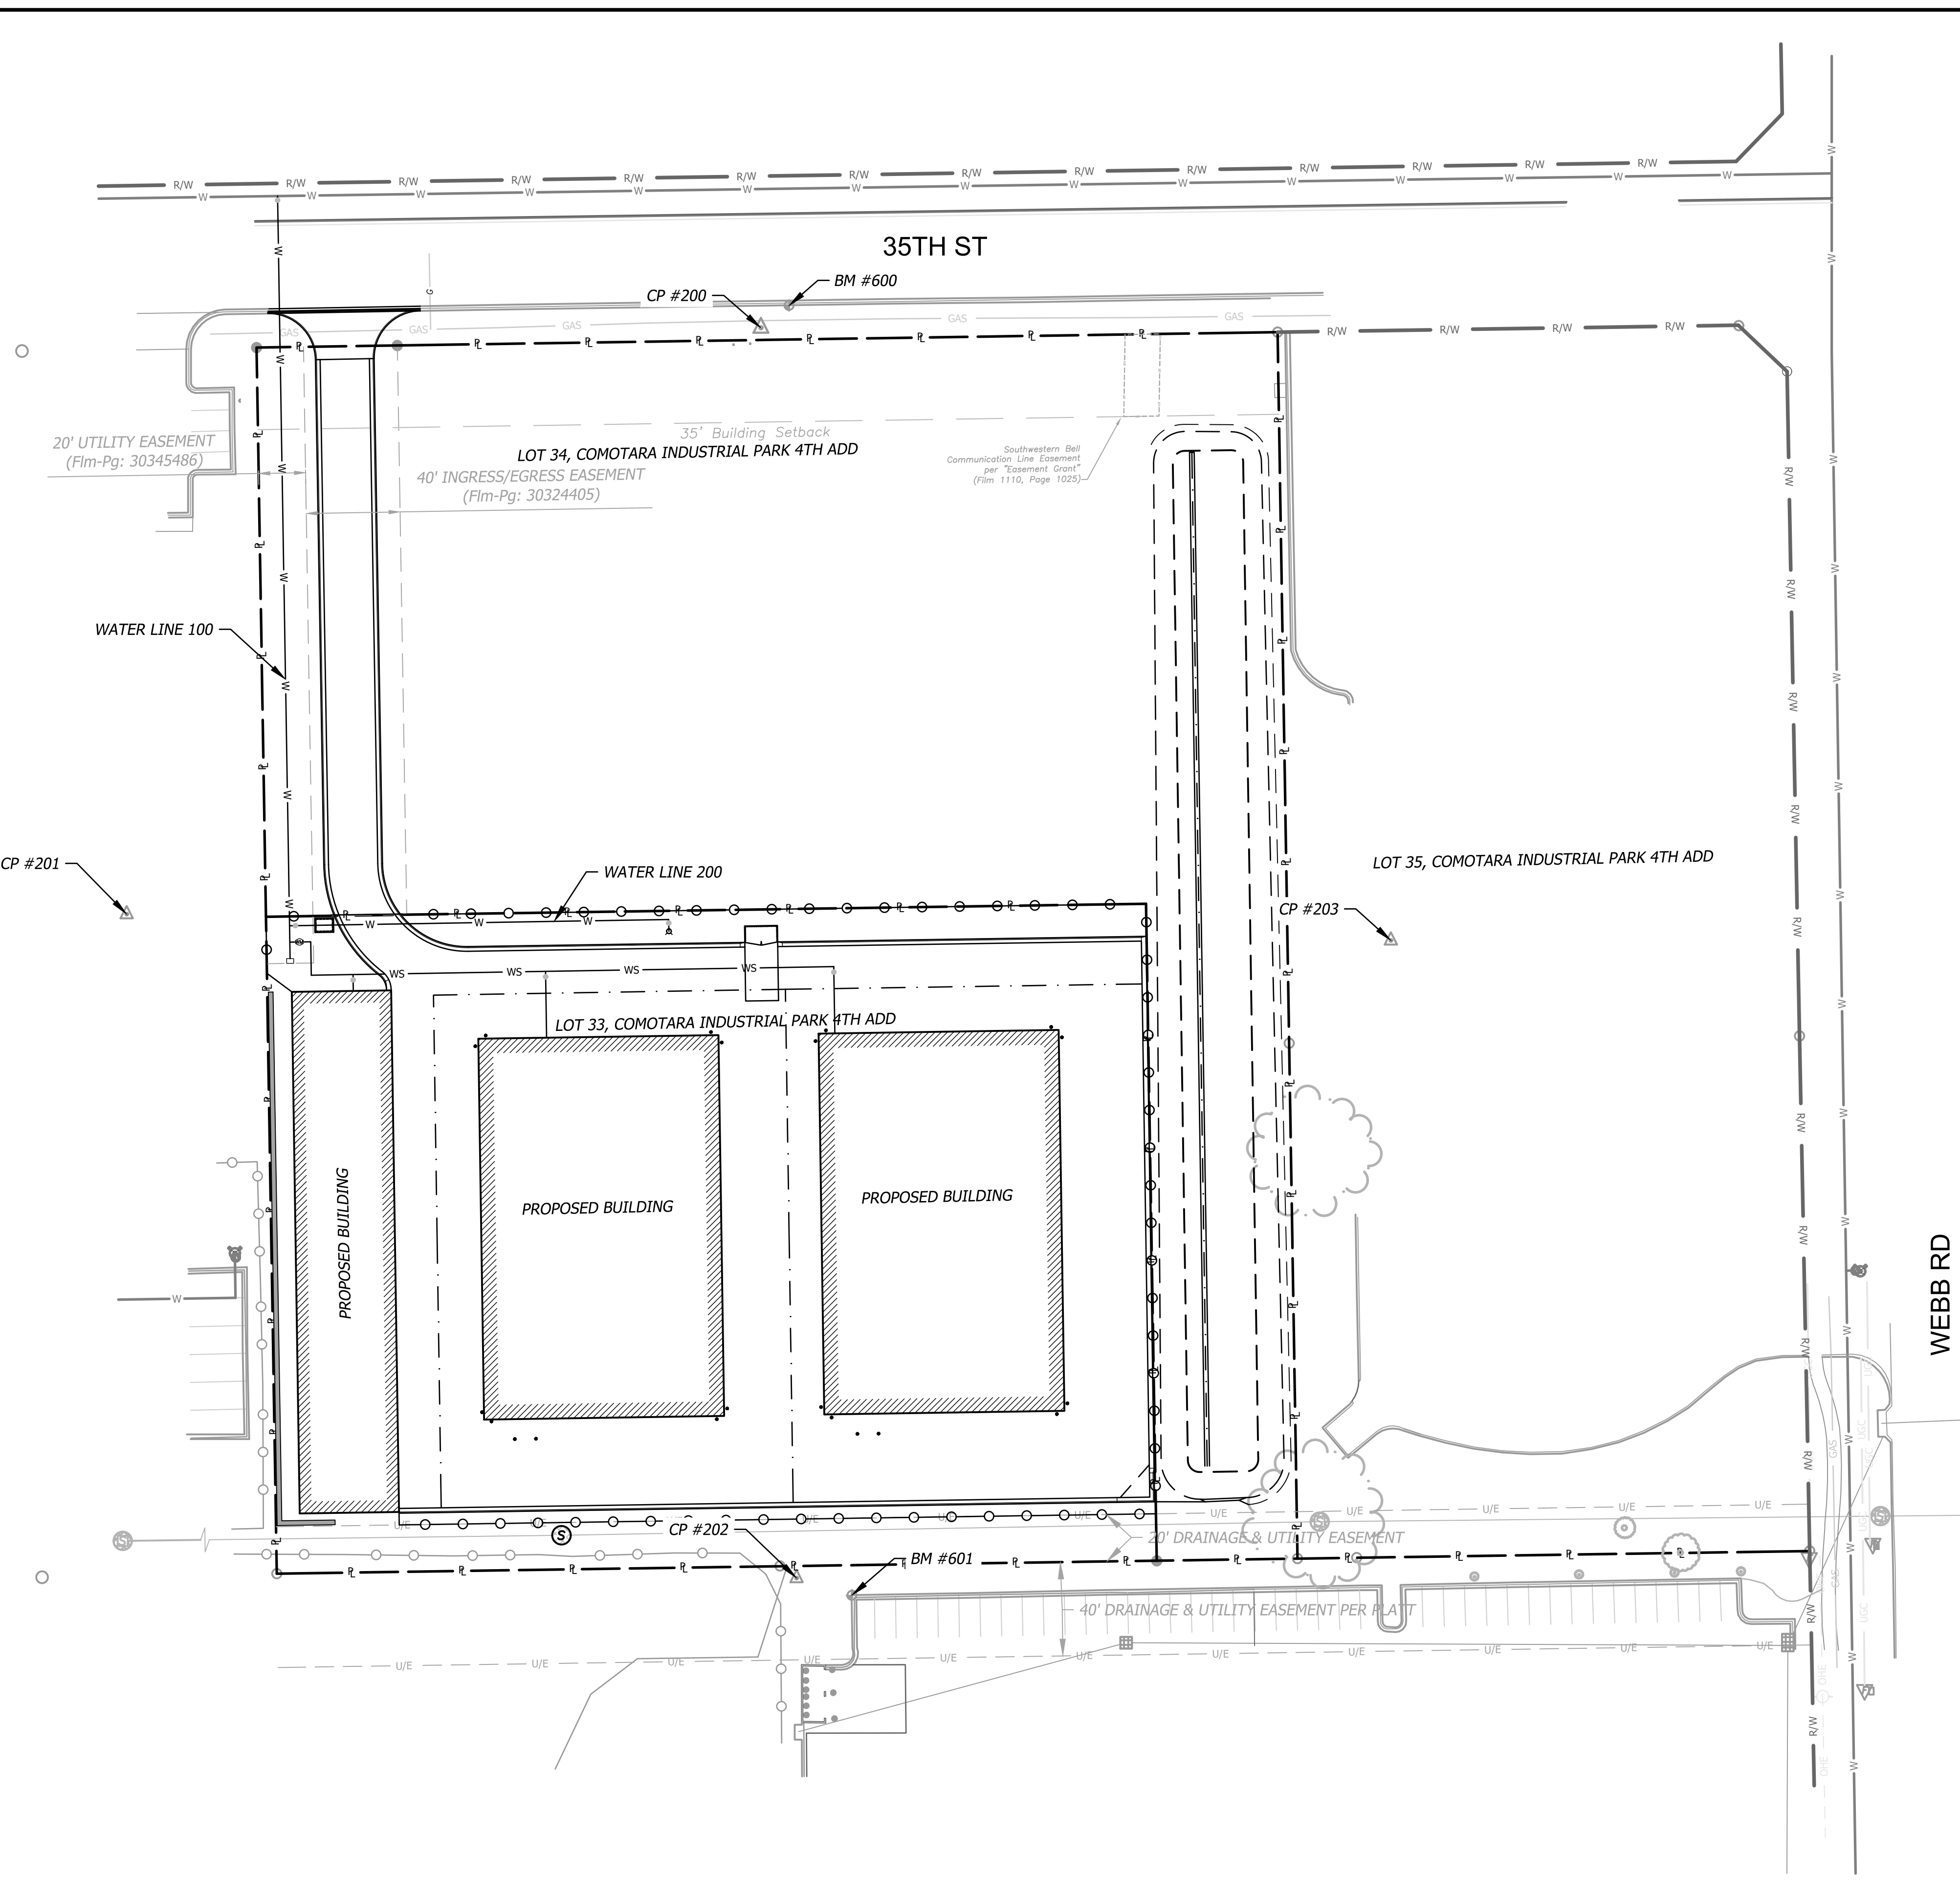 35TH ST
BM #600
CP #200
20' UTILITY EASEMENT
(Flm-Pg: 30345486)
35' Building Setback
LOT 34, COMOTARA INDUSTRIAL PARK 4TH ADD
40' INGRESS/EGRESS EASEMENT
(Flm-Pg: 30324405)
Southwestern Bell
Communication Line Easement
per "Easement Grant"
(Film 1110, Page 1025)
WATER LINE 100
CP #201
WATER LINE 200
LOT 35, COMOTARA INDUSTRIAL PARK 4TH ADD
CP #203
LOT 33, COMOTARA INDUSTRIAL PARK 4TH ADD
PROPOSED BUILDING
PROPOSED BUILDING
PROPOSED BUILDING
WEBB RD
CP #202
BM #601
20' DRAINAGE & UTILITY EASEMENT
40' DRAINAGE & UTILITY EASEMENT PER PLATT